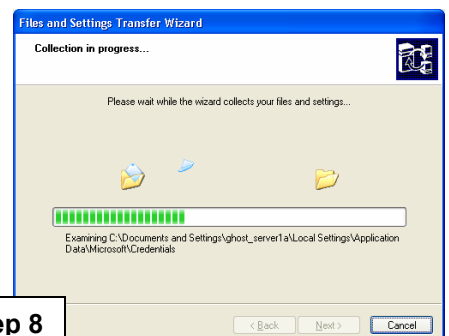 Files and Settings Transfer Wizard
Collection in progress...
Please wait while the wizard collects your files and settings...
Examining C:\Documents and Settings\ghost_server1a\Local Settings\Application
Data\Microsoft\Credentials
8
< Back Next > Cancel